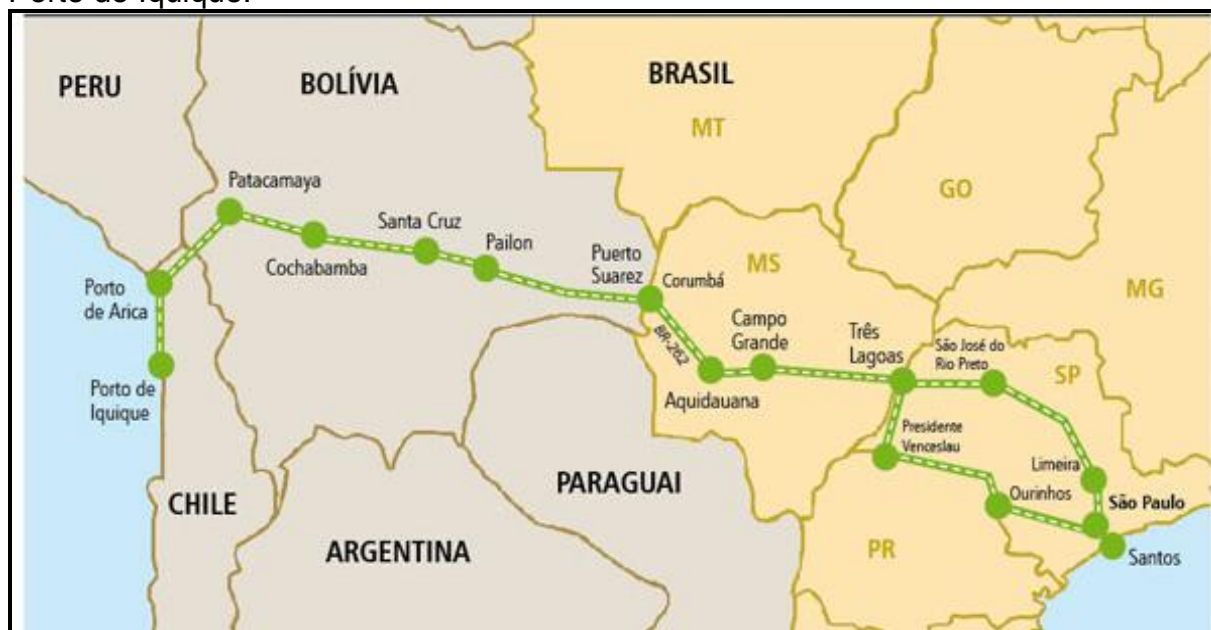 Porto de Iquique.
PERU
BOLÍVIA
BRASIL
MT
GO
Patacamaya
Santa Cruz
Pailon
Cochabamba
Puerto
Suarez
Corumbá
MS
MG
Porto
de Arica
BR-262
Campo
Grande
Três
Lagoas
São José do
Rio Preto
SP
Porto de
Iquique
Aquidauana
Presidente
Venceslau
Limeira
Ourinhos
São Paulo
PARAGUAI
CHILE
ARGENTINA
PR
Santos